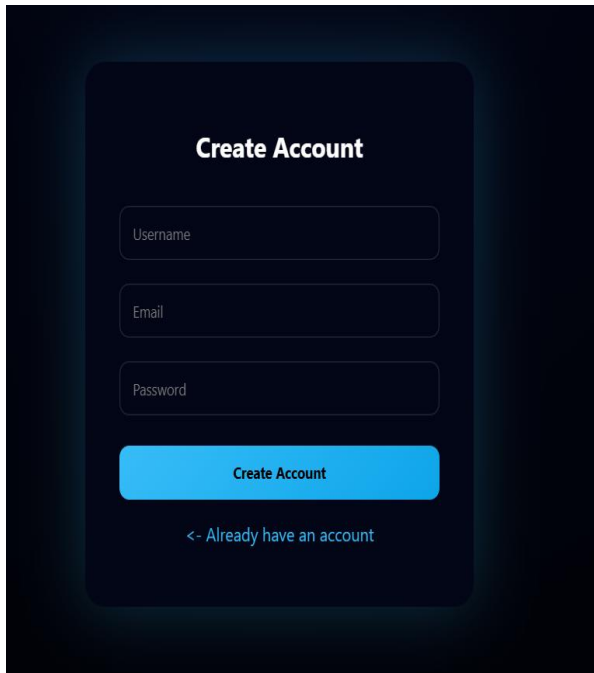 Create Account
Username
Email
Password
Create Account
<- Already have an account